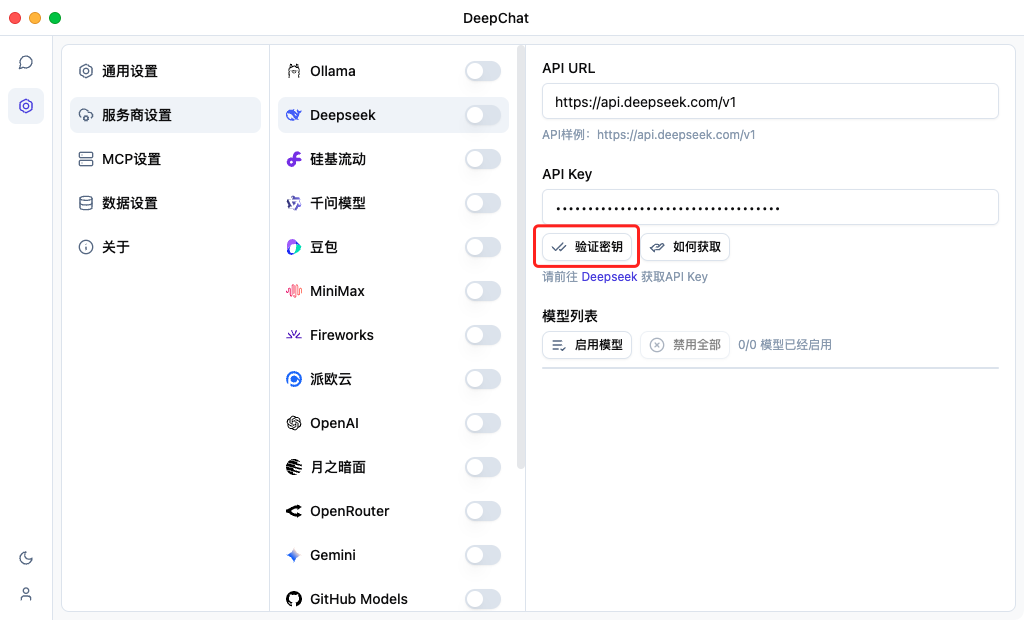 DeepChat
通用设置
服务商设置
MCP设置
数据设置
关于
Ollama
Deepseek
硅基流动
千问模型
豆包
MiniMax
Fireworks
派欧云
OpenAI
月之暗面
OpenRouter
Gemini
GitHub Models
API URL
https://api.deepseek.com/v1
API样例：https://api.deepseek.com/v1
API Key
••••••••••••••••••••••••••••••••••
验证密钥 如何获取
请前往 Deepseek 获取API Key
模型列表
启用模型 禁用全部 0/0 模型已经启用